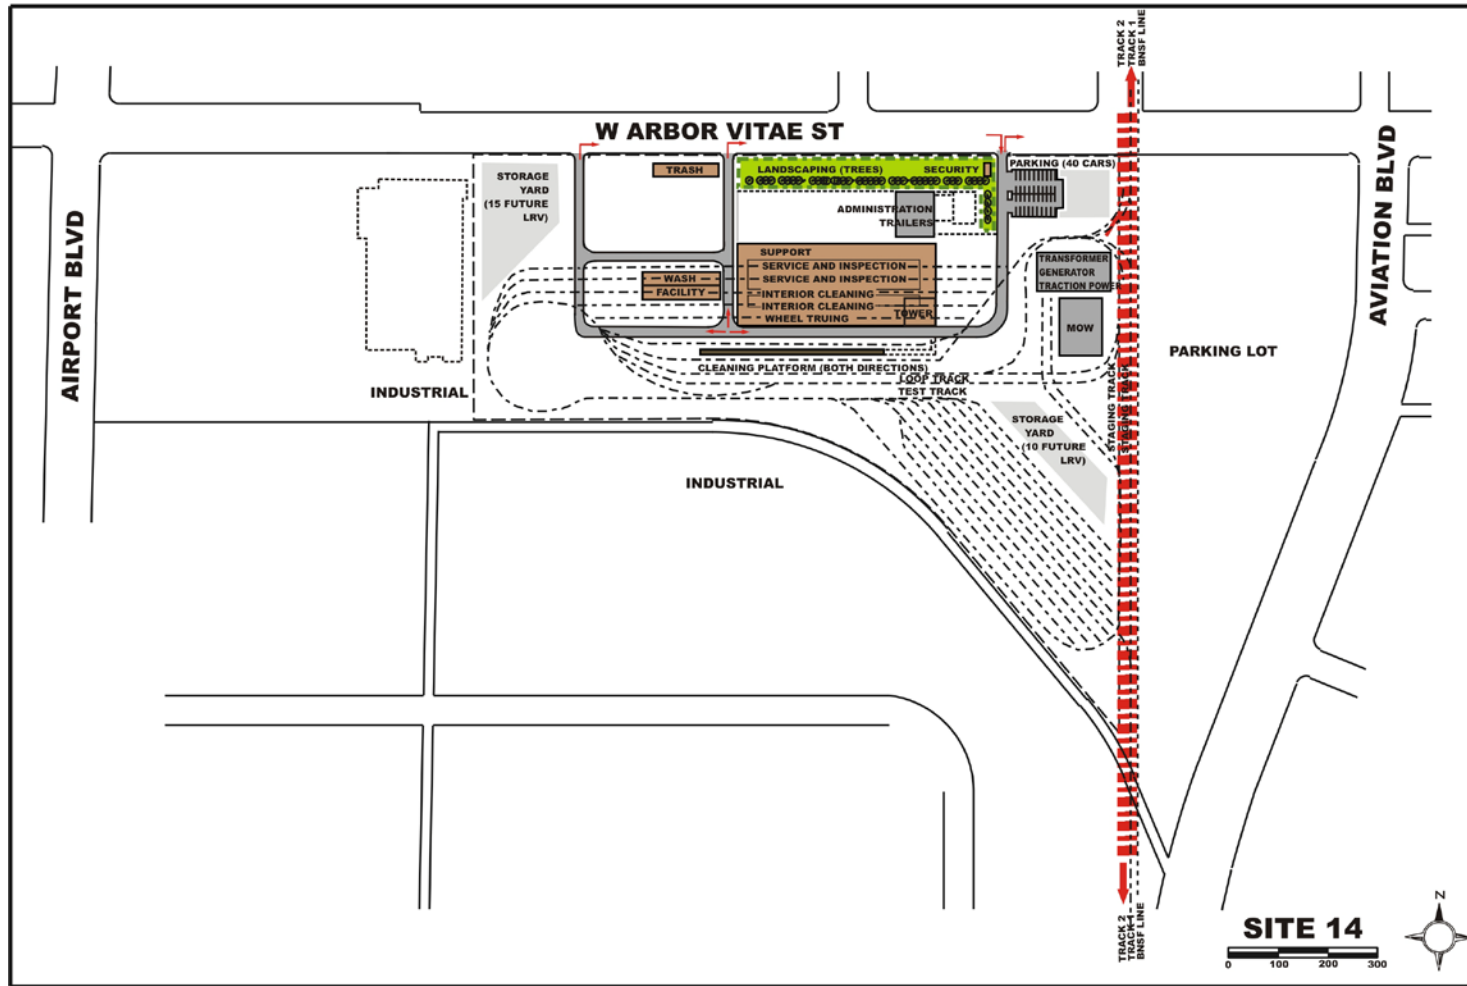 TRACK 2
TRACK 1
BNSF LINE
W ARBOR VITAE ST
AIRPORT BLVD
AVIATION BLVD
STORAGE
YARD
(15 FUTURE
LRV)
TRASH
LANDSCAPING (TREES)
SECURITY
PARKING (40 CARS)
ADMINISTRATION
TRAILERS
SUPPORT
SERVICE AND INSPECTION
SERVICE AND INSPECTION
INTERIOR CLEANING
INTERIOR CLEANING
WHEEL TRUING
TOWER
WASH
FACILITY
TRANSFORMER
GENERATOR
TRACTION POWER
MOW
PARKING LOT
CLEANING PLATFORM (BOTH DIRECTIONS)
LOOP TRACK
TEST TRACK
INDUSTRIAL
STORAGE
YARD
(10 FUTURE
LRV)
STAGING TRACK
STAGING TRACK
INDUSTRIAL
TRACK 2
TRACK 1
BNSF LINE
SITE 14
0 100 200 300
N